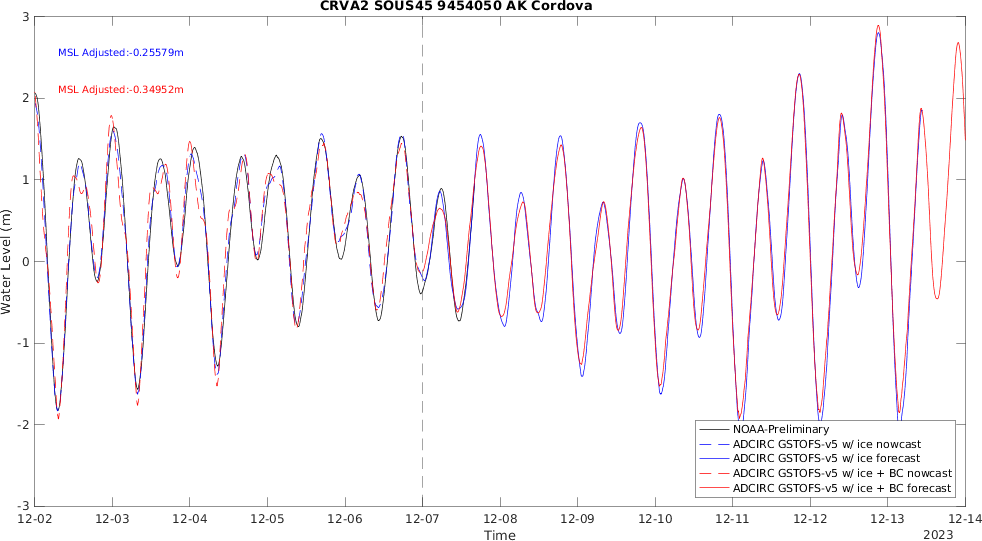 CRVA2 SOUS45 9454050 AK Cordova
3
2
1
0
-1
-2
-3
Water Level (m)
MSL Adjusted:-0.25579m
MSL Adjusted:-0.34952m
NOAA-Preliminary
ADCIRC GSTOFS-v5 w/ ice nowcast
ADCIRC GSTOFS-v5 w/ ice forecast
ADCIRC GSTOFS-v5 w/ ice + BC nowcast
ADCIRC GSTOFS-v5 w/ ice + BC forecast
12-02 12-03 12-04 12-05 12-06 12-07 12-08 12-09 12-10 12-11 12-12 12-13 12-14
Time
2023